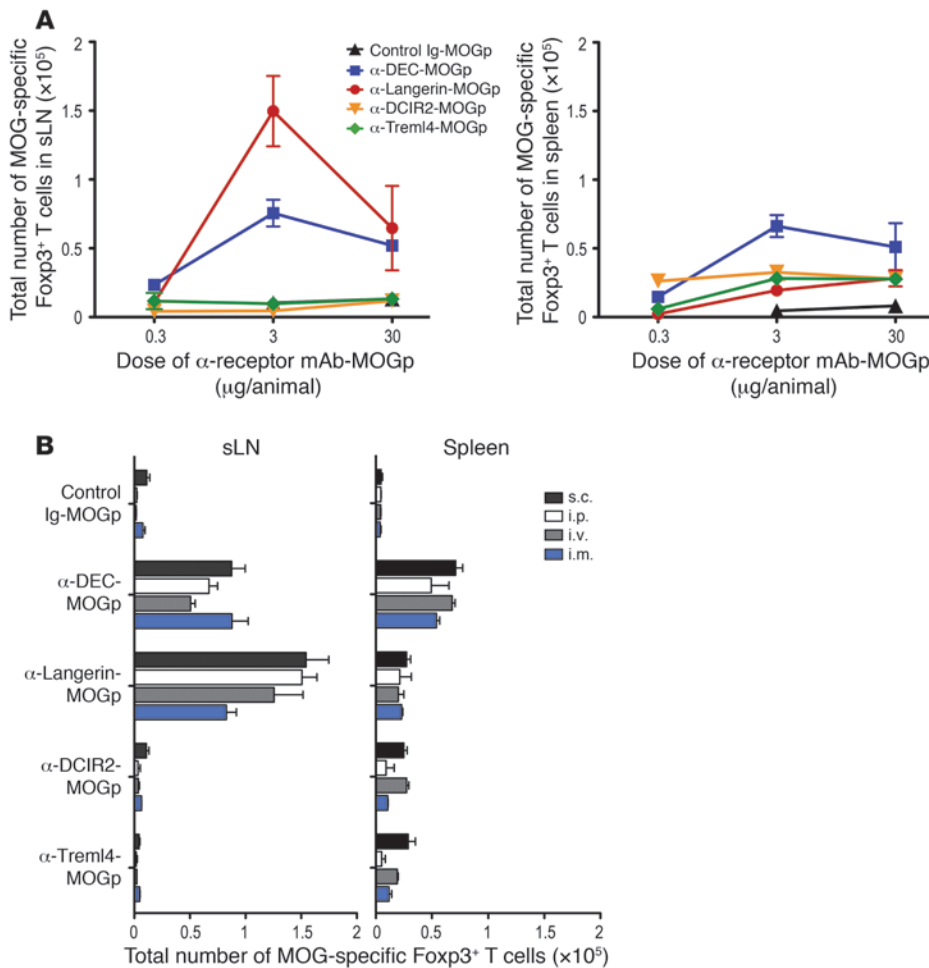 A
Total number of MOG-specific
Foxp3⁺ T cells in sLN (×10⁵)
2
1.5
1
0.5
0
0.3
3
30
Dose of α-receptor mAb-MOGp
(μg/animal)
Control Ig-MOGp
α-DEC-MOGp
α-Langerin-MOGp
α-DCIR2-MOGp
α-Treml4-MOGp
Total number of MOG-specific
Foxp3⁺ T cells in spleen (×10⁵)
2
1.5
1
0.5
0
0.3
3
30
Dose of α-receptor mAb-MOGp
(μg/animal)
B
sLN
Spleen
Control
Ig-MOGp
α-DEC-
MOGp
α-Langerin-
MOGp
α-DCIR2-
MOGp
α-Treml4-
MOGp
s.c.
i.p.
i.v.
i.m.
0 0.5 1 1.5 2
0 0.5 1 1.5 2
Total number of MOG-specific Foxp3⁺ T cells (×10⁵)